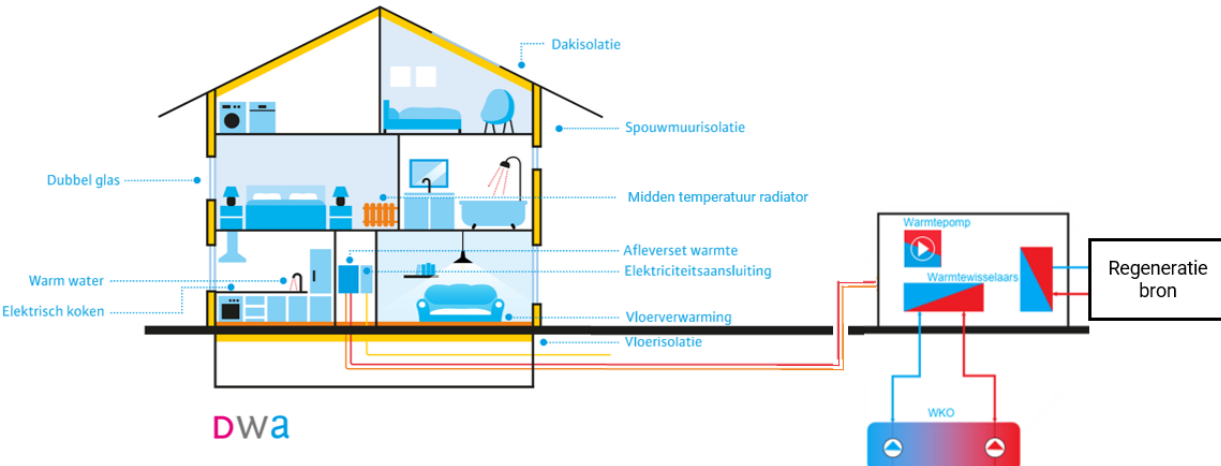 Dakisolatie
Spouwmuurisolatie
Dubbel glas
Midden temperatuur radiator
Warmtepomp
Afleverset warmte
Elektriciteitsaansluiting
Warm water
Warmtewisselaars
Regeneratie
bron
Elektrisch koken
Vloerverwarming
Vloerisolatie
DWa
WKO